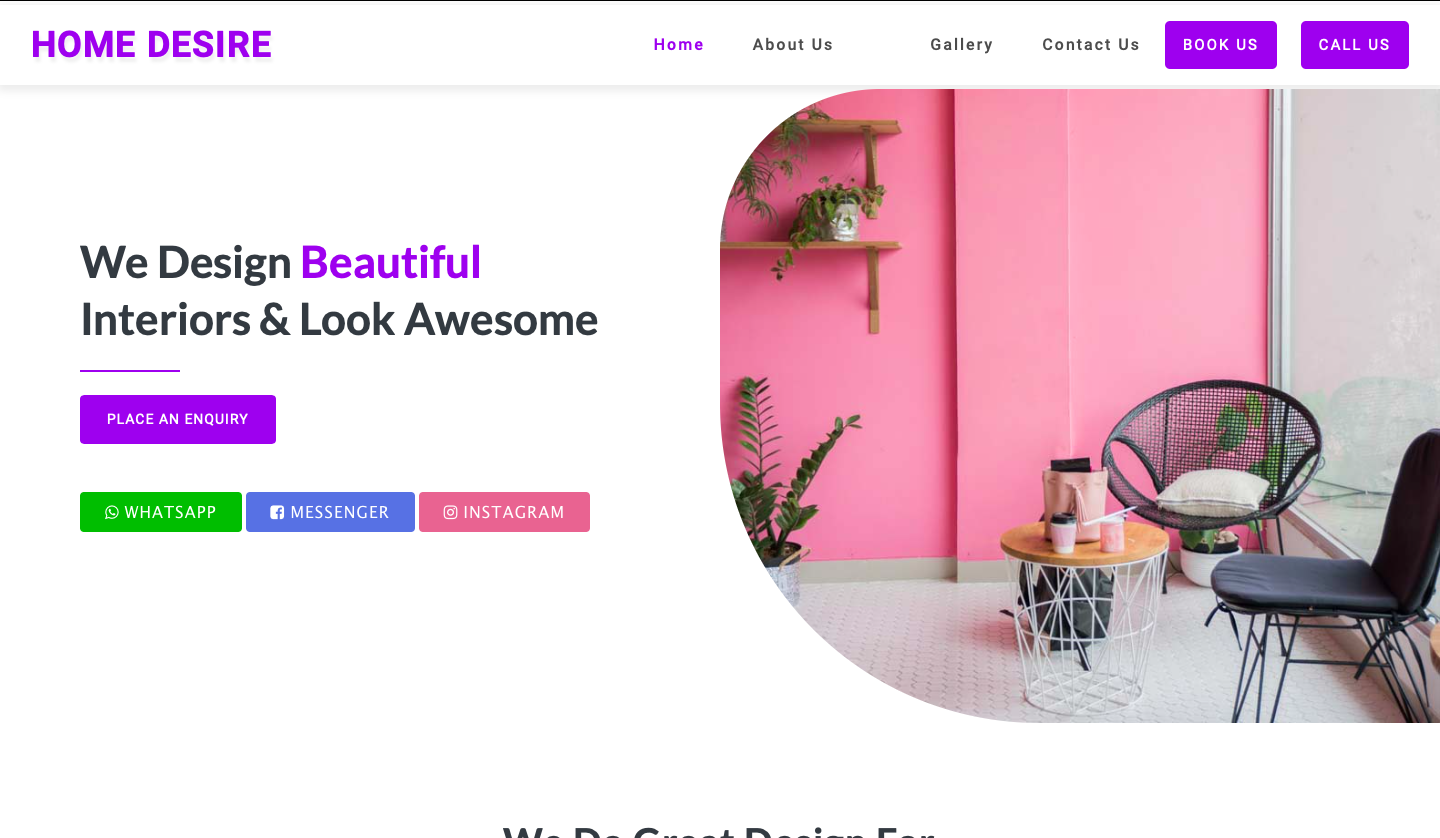 HOME DESIRE
Home About Us Gallery Contact Us BOOK US CALL US
We Design Beautiful
Interiors & Look Awesome
PLACE AN ENQUIRY
WHATSAPP MESSENGER INSTAGRAM
We Do Great Design For